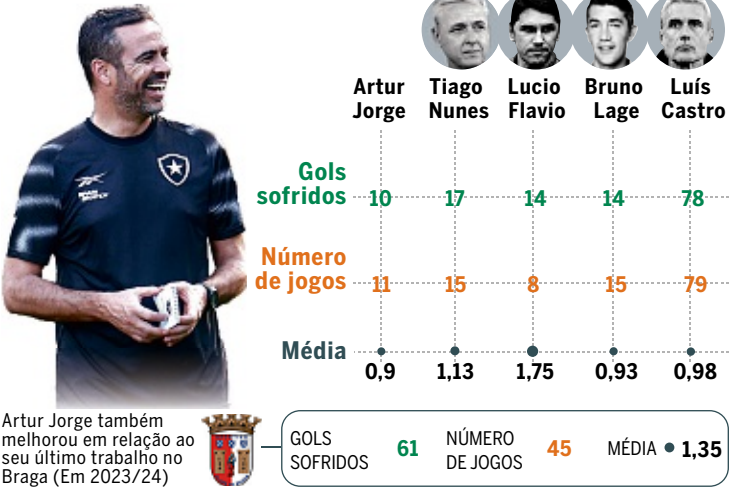 Artur Tiago Lucio Bruno Luís
Jorge Nunes Flavio Lage Castro
Gols
sofridos 10 17 14 14 78
Número
de jogos 11 15 8 15 79
Média
0,9 1,13 1,75 0,93 0,98
Artur Jorge também
melhorou em relação ao
seu último trabalho no
Braga (Em 2023/24)
GOLS
SOFRIDOS 61
NÚMERO
DE JOGOS 45
MÉDIA 1,35